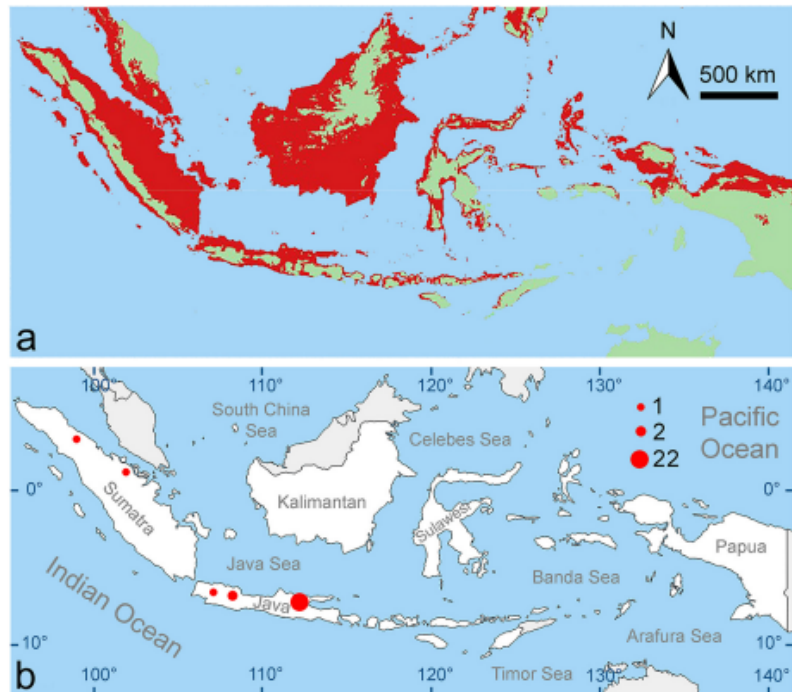 N
500 km
a
100°
110°
120°
130°
140°
South China
Sea
Celebes Sea
1
2
22
Pacific
Ocean
0°
0°
Sumatra
Kalimantan
Sulawesi
Papua
Java Sea
Banda Sea
Indian Ocean
Java
Arafura Sea
10°
10°
Timor Sea
b
100°
110°
120°
130°
140°